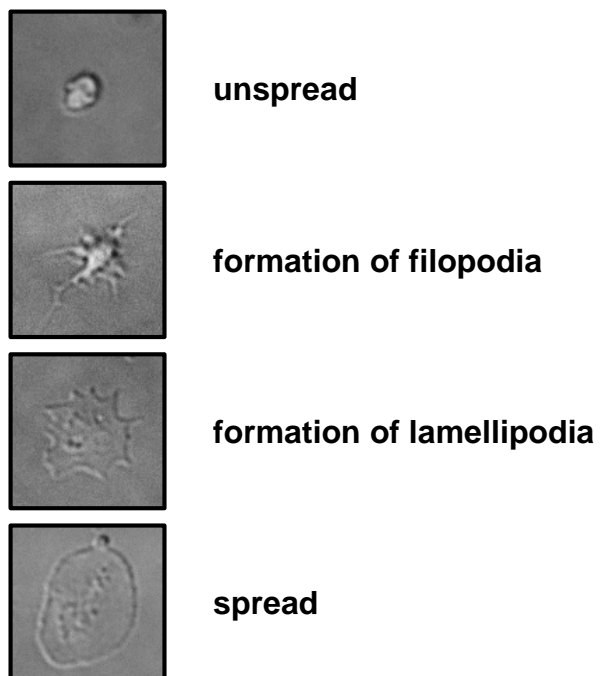 unspread
formation of filopodia
formation of lamellipodia
spread